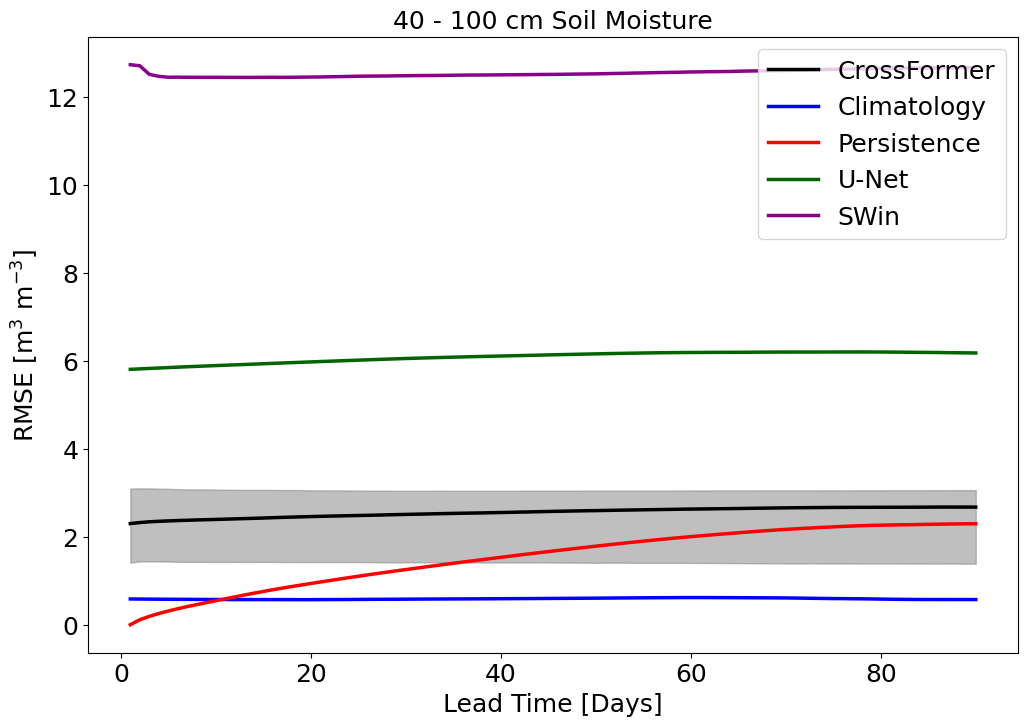 40 - 100 cm Soil Moisture
RMSE [m³ m⁻³]
12
10
8
6
4
2
0
CrossFormer
Climatology
Persistence
U-Net
SWin
0 20 40 60 80
Lead Time [Days]